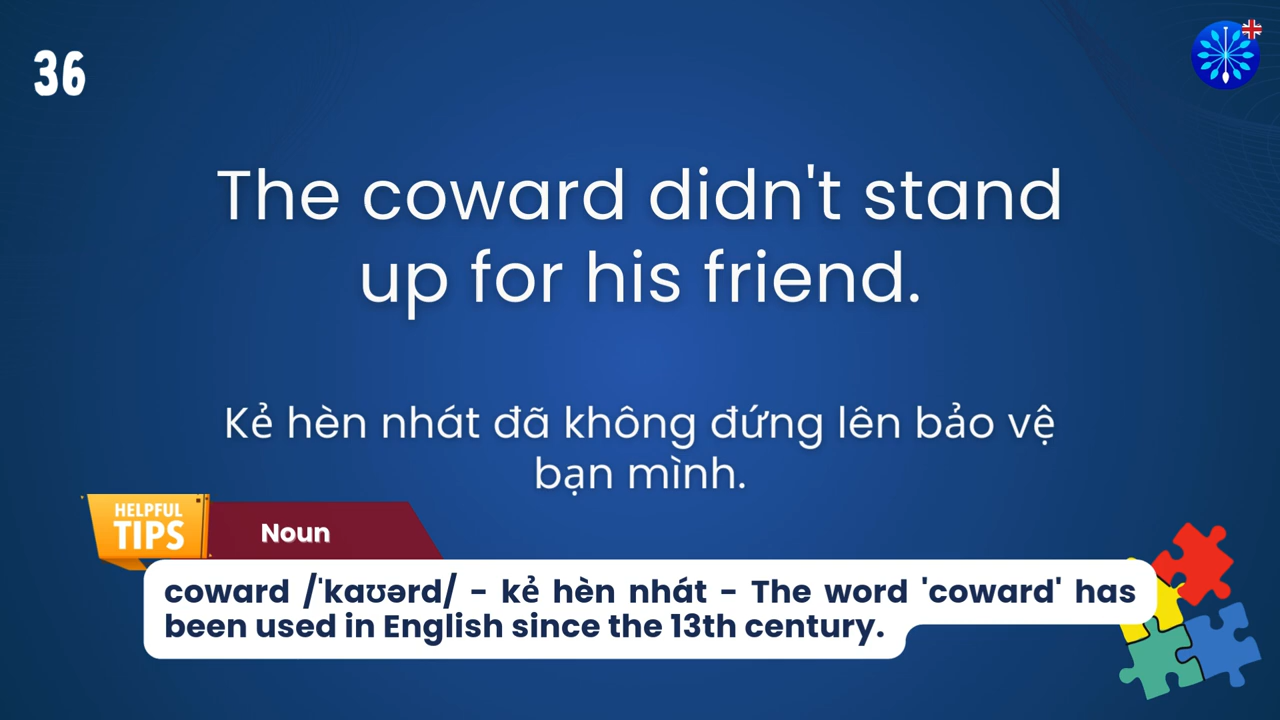 36
The coward didn't stand
up for his friend.
Kẻ hèn nhát đã không đứng lên bảo vệ
bạn mình.
HELPFUL
TIPS
Noun
coward /ˈkaʊərd/ - kẻ hèn nhát - The word 'coward' has
been used in English since the 13th century.